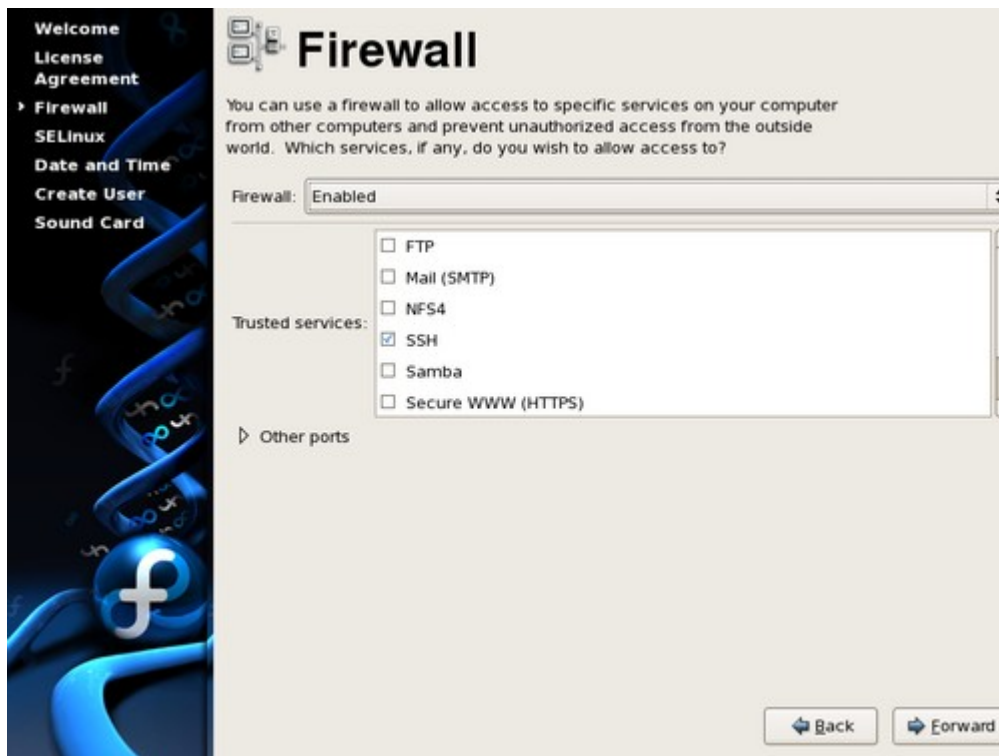 Welcome
License
Agreement
Firewall
SELinux
Date and Time
Create User
Sound Card
Firewall
You can use a firewall to allow access to specific services on your computer
from other computers and prevent unauthorized access from the outside
world. Which services, if any, do you wish to allow access to?
Firewall: Enabled
Trusted services:
FTP
Mail (SMTP)
NFS4
SSH
Samba
Secure WWW (HTTPS)
Other ports
Back
Forward